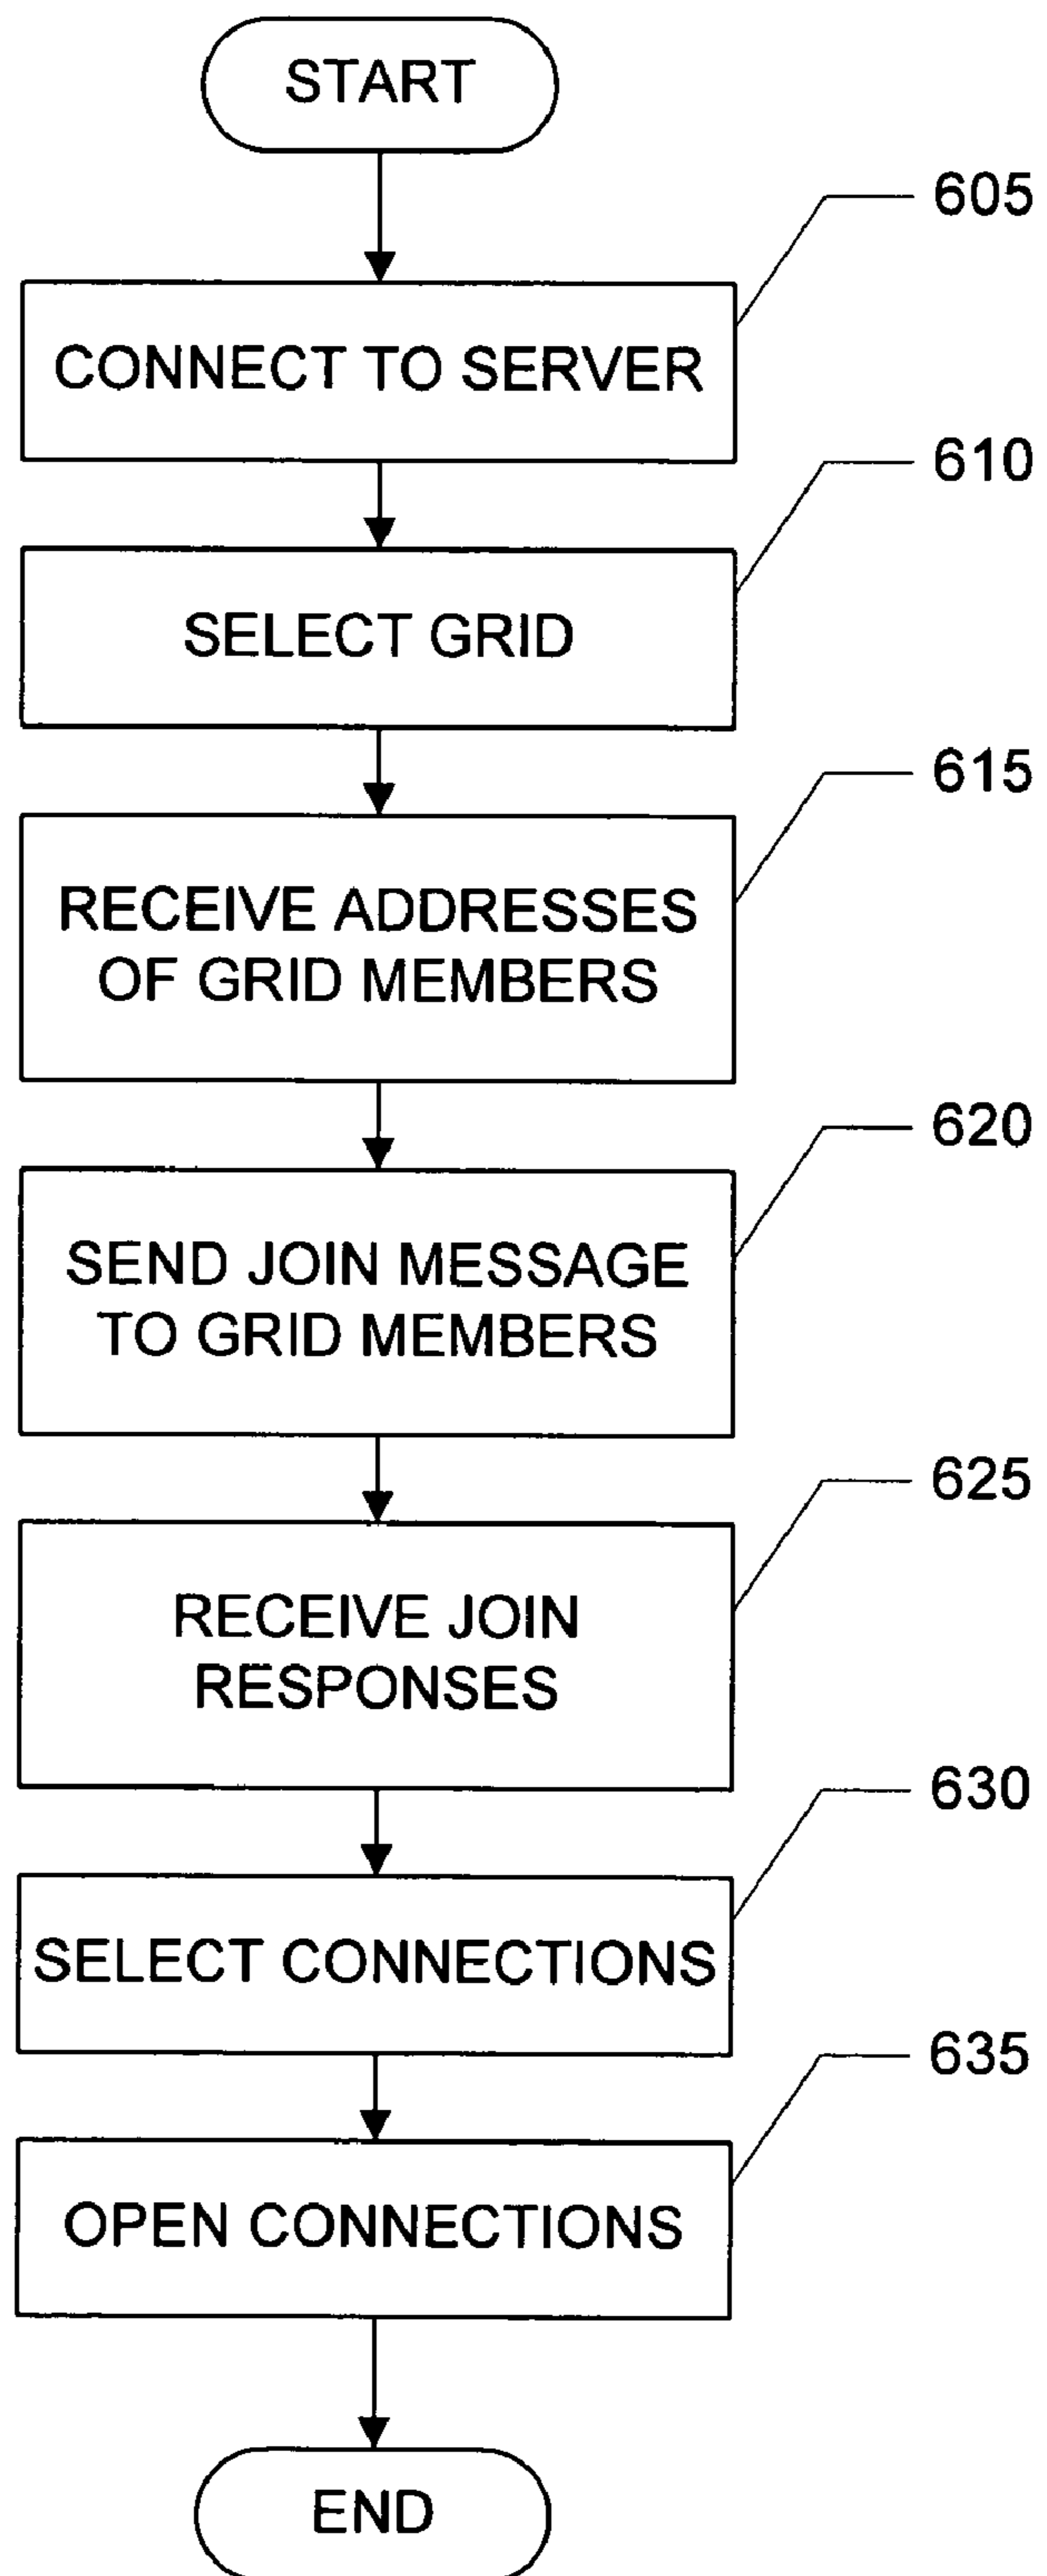 START
605
CONNECT TO SERVER
610
SELECT GRID
615
RECEIVE ADDRESSES
OF GRID MEMBERS
620
SEND JOIN MESSAGE
TO GRID MEMBERS
625
RECEIVE JOIN
RESPONSES
630
SELECT CONNECTIONS
635
OPEN CONNECTIONS
END